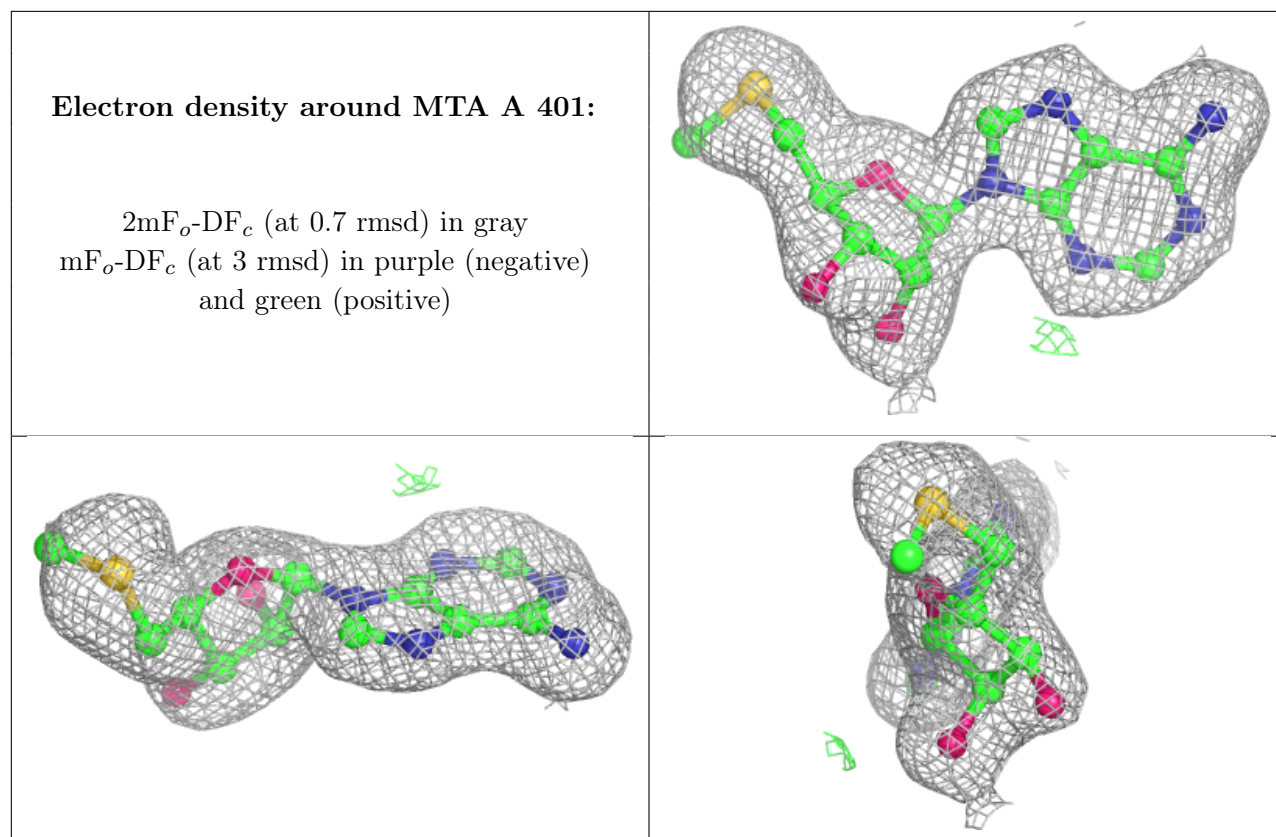 Electron density around MTA A 401:
2mFo-DFc (at 0.7 rmsd) in gray
mFo-DFc (at 3 rmsd) in purple (negative)
and green (positive)